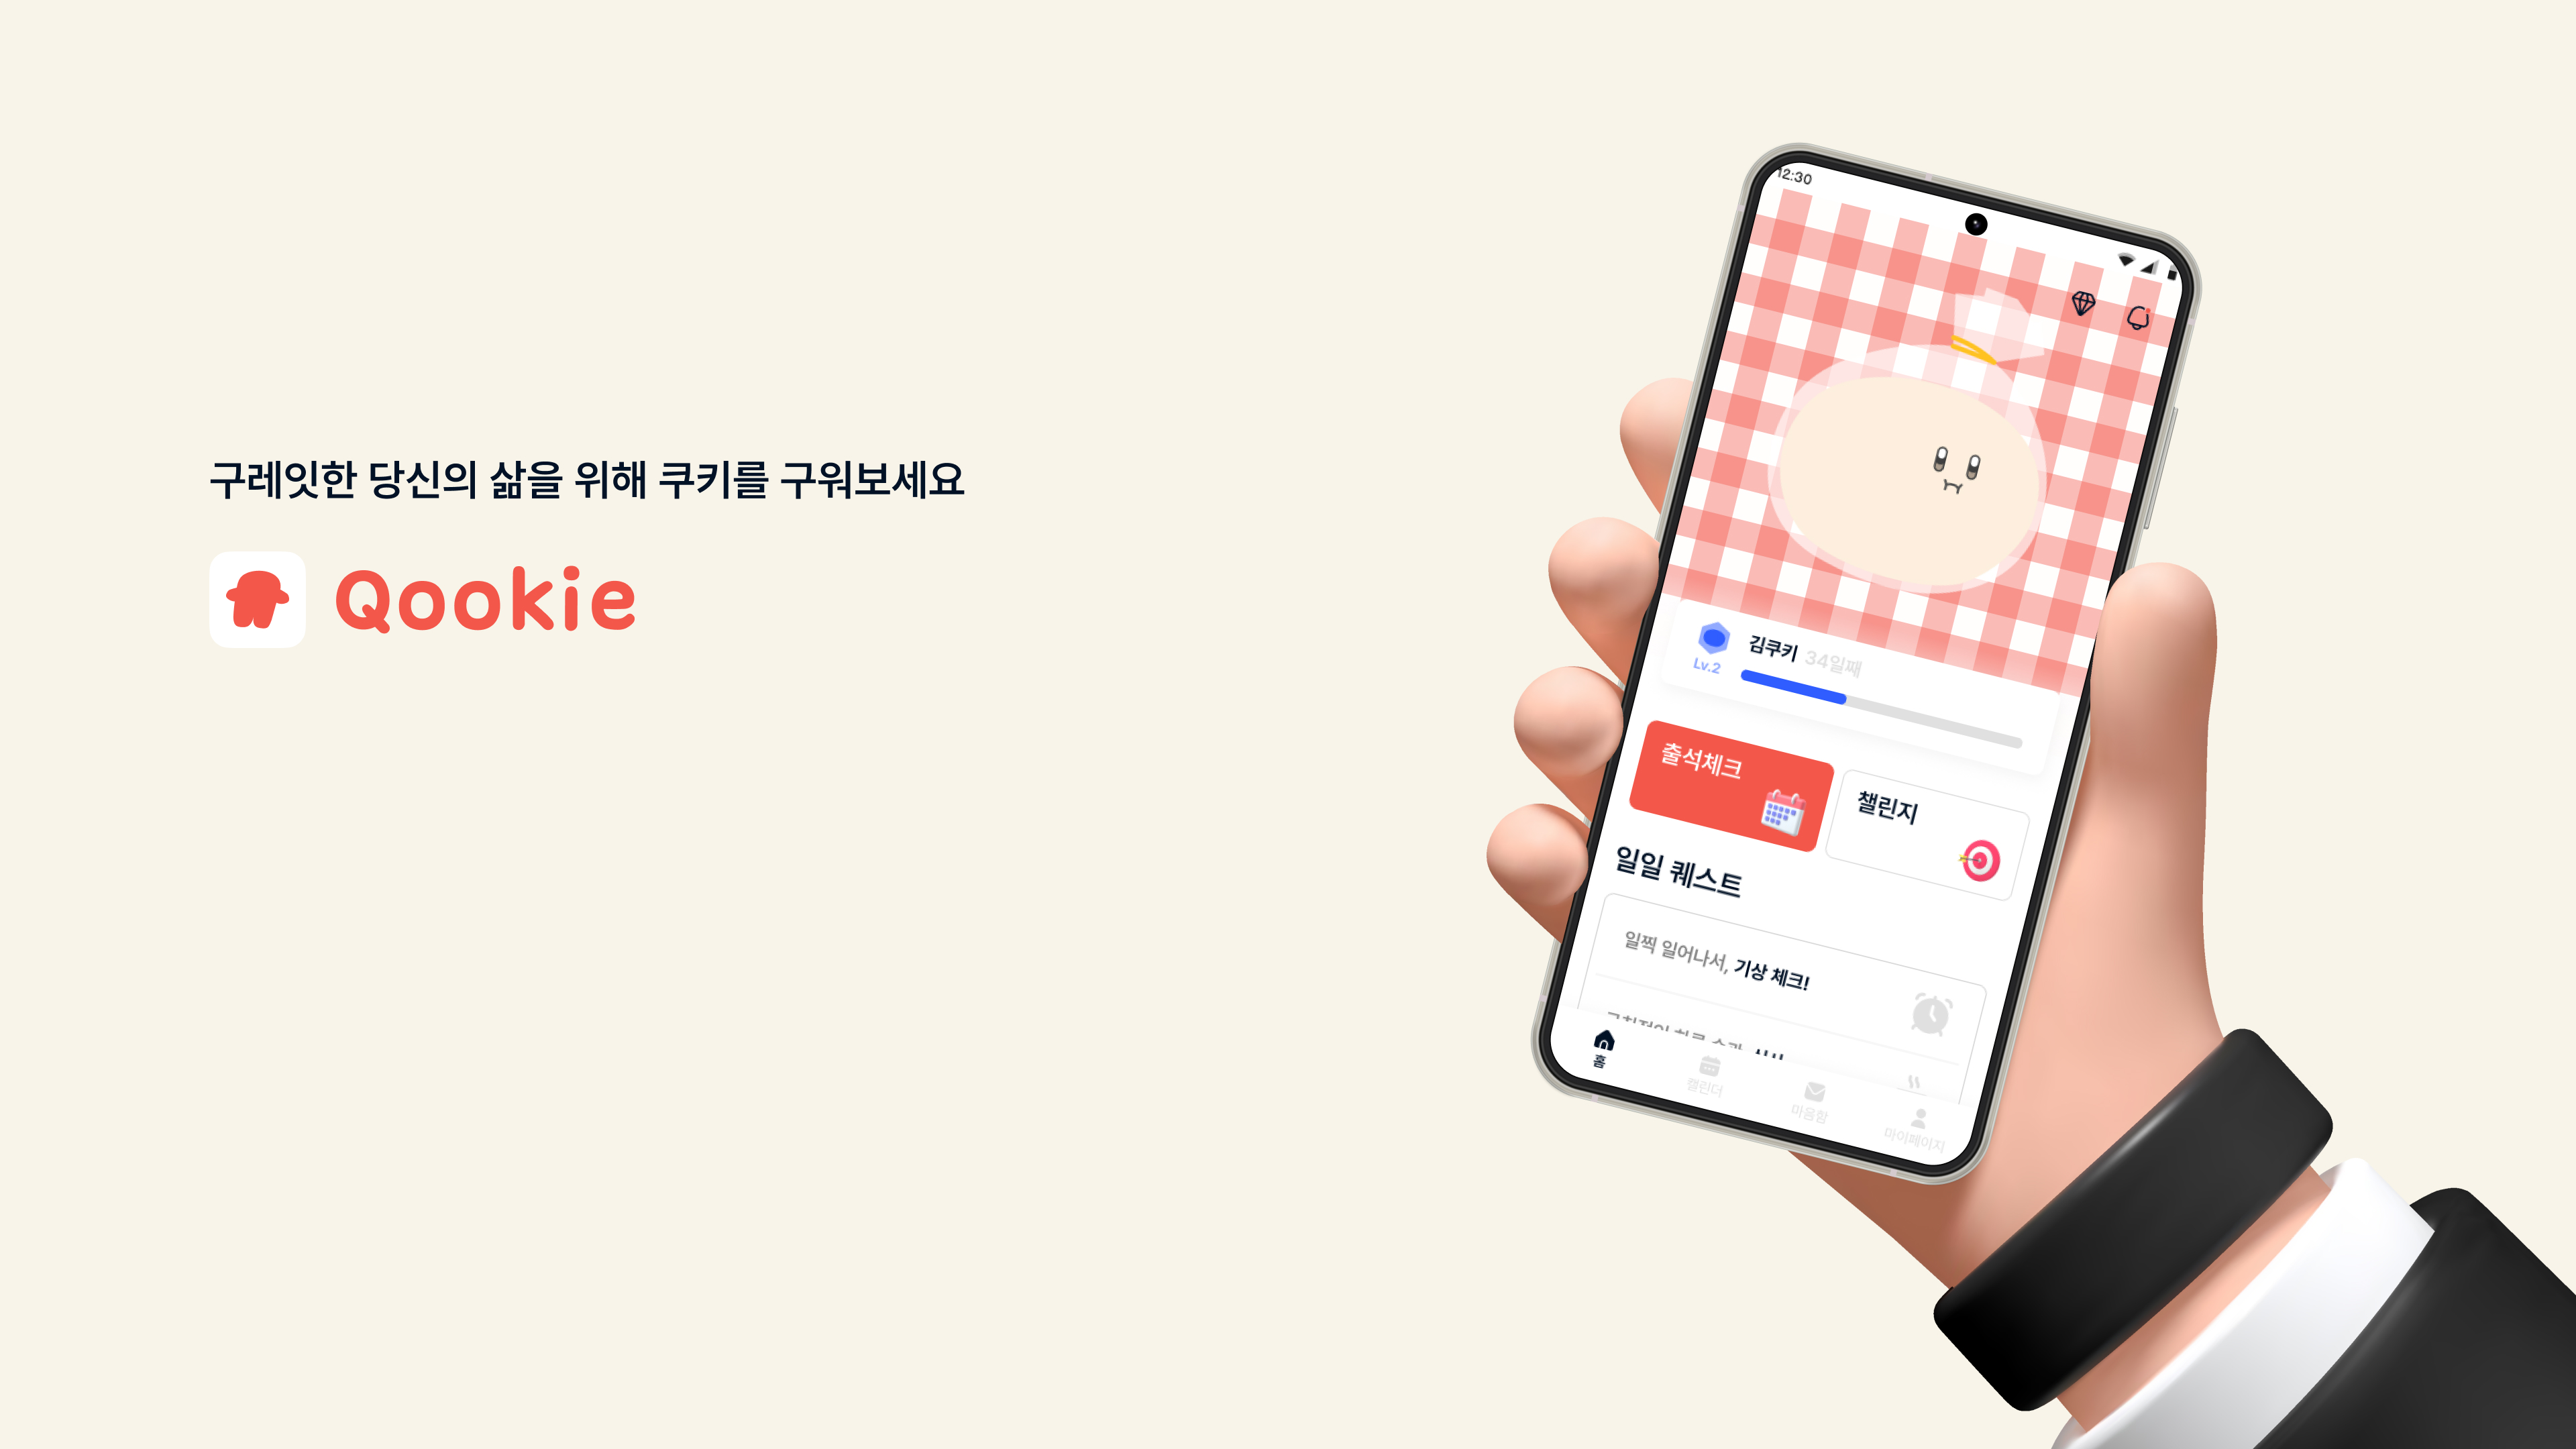 구레잇한 당신의 삶을 위해 쿠키를 구워보세요
Qookie
12:30
김쿠키 34일째
Lv.2
출석체크
챌린지
일일 퀘스트
일찍 일어나서, 기상 체크!
홈
캘린더
마음함
마이페이지